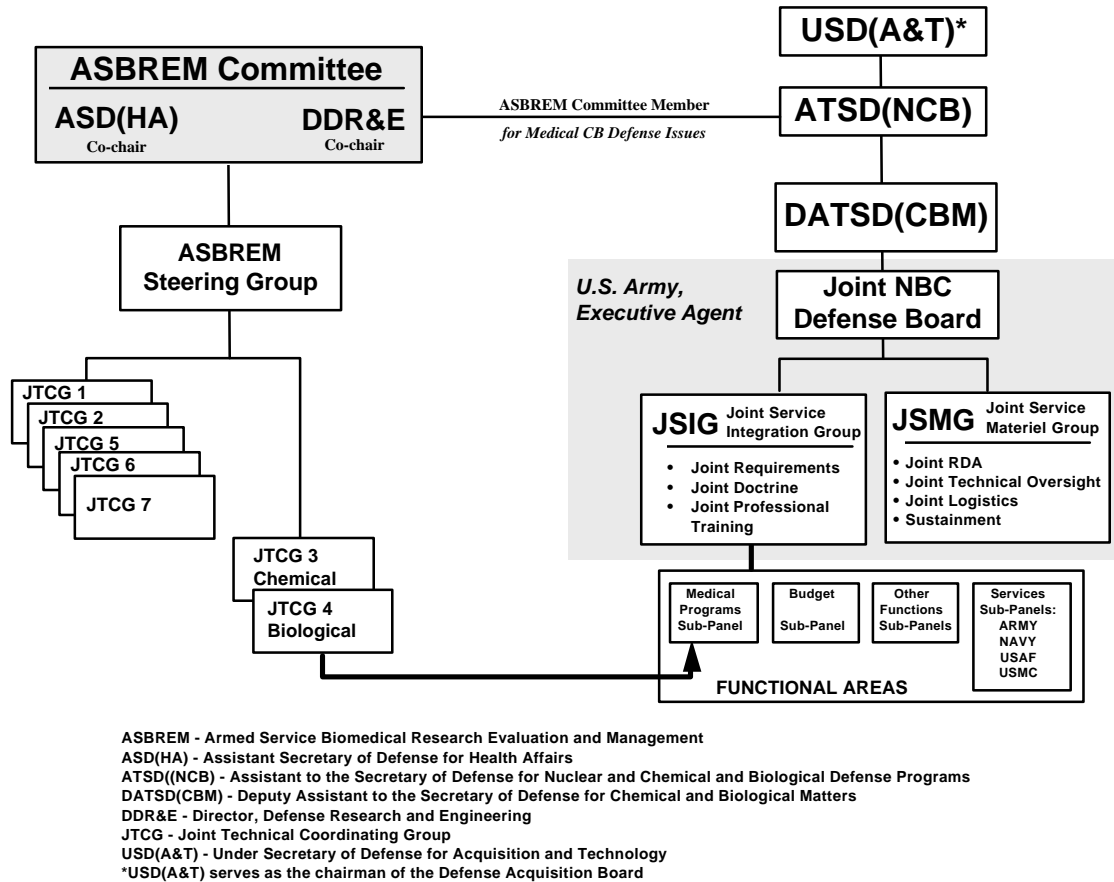 USD(A&T)*
ASBREM Committee
ASD(HA)
Co-chair
DDR&E
Co-chair
ASBREM Committee Member
for Medical CB Defense Issues
ATSD(NCB)
DATSD(CBM)
ASBREM
Steering Group
U.S. Army,
Executive Agent
Joint NBC
Defense Board
JTCG 1
JTCG 2
JTCG 5
JTCG 6
JTCG 7
JSIG Joint Service
Integration Group
• Joint Requirements
• Joint Doctrine
• Joint Professional
Training
JSMG Joint Service
Materiel Group
• Joint RDA
• Joint Technical Oversight
• Joint Logistics
• Sustainment
JTCG 3
Chemical
JTCG 4
Biological
Medical
Programs
Sub-Panel
Budget
Sub-Panel
Other
Functions
Sub-Panels
Services
Sub-Panels:
ARMY
NAVY
USAF
USMC
FUNCTIONAL AREAS
ASBREM - Armed Service Biomedical Research Evaluation and Management
ASD(HA) - Assistant Secretary of Defense for Health Affairs
ATSD((NCB) - Assistant to the Secretary of Defense for Nuclear and Chemical and Biological Defense Programs
DATSD(CBM) - Deputy Assistant to the Secretary of Defense for Chemical and Biological Matters
DDR&E - Director, Defense Research and Engineering
JTCG - Joint Technical Coordinating Group
USD(A&T) - Under Secretary of Defense for Acquisition and Technology
*USD(A&T) serves as the chairman of the Defense Acquisition Board